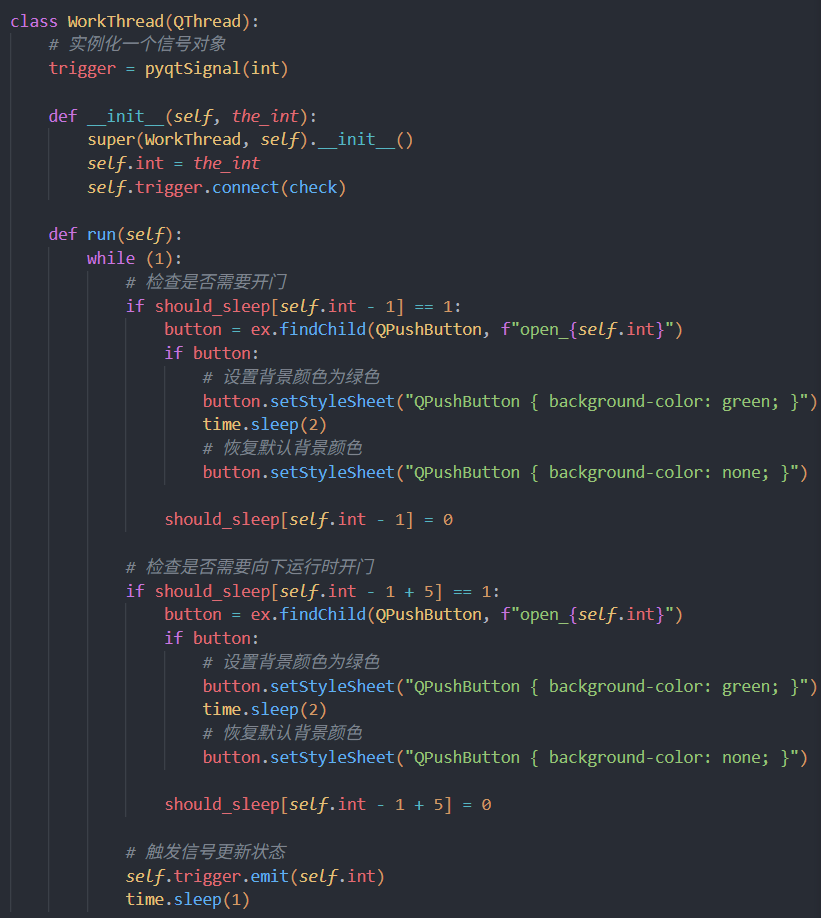 class WorkThread(QThread):
    # 实例化一个信号对象
    trigger = pyqtSignal(int)

    def __init__(self, the_int):
        super(WorkThread, self).__init__()
        self.int = the_int
        self.trigger.connect(check)

    def run(self):
        while (1):
            # 检查是否需要开门
            if should_sleep[self.int - 1] == 1:
                button = ex.findChild(QPushButton, f"open_{self.int}")
                if button:
                    # 设置背景颜色为绿色
                    button.setStyleSheet("QPushButton { background-color: green; }")
                    time.sleep(2)
                    # 恢复默认背景颜色
                    button.setStyleSheet("QPushButton { background-color: none; }")

                should_sleep[self.int - 1] = 0

            # 检查是否需要向下运行时开门
            if should_sleep[self.int - 1 + 5] == 1:
                button = ex.findChild(QPushButton, f"open_{self.int}")
                if button:
                    # 设置背景颜色为绿色
                    button.setStyleSheet("QPushButton { background-color: green; }")
                    time.sleep(2)
                    # 恢复默认背景颜色
                    button.setStyleSheet("QPushButton { background-color: none; }")

                should_sleep[self.int - 1 + 5] = 0

            # 触发信号更新状态
            self.trigger.emit(self.int)
            time.sleep(1)